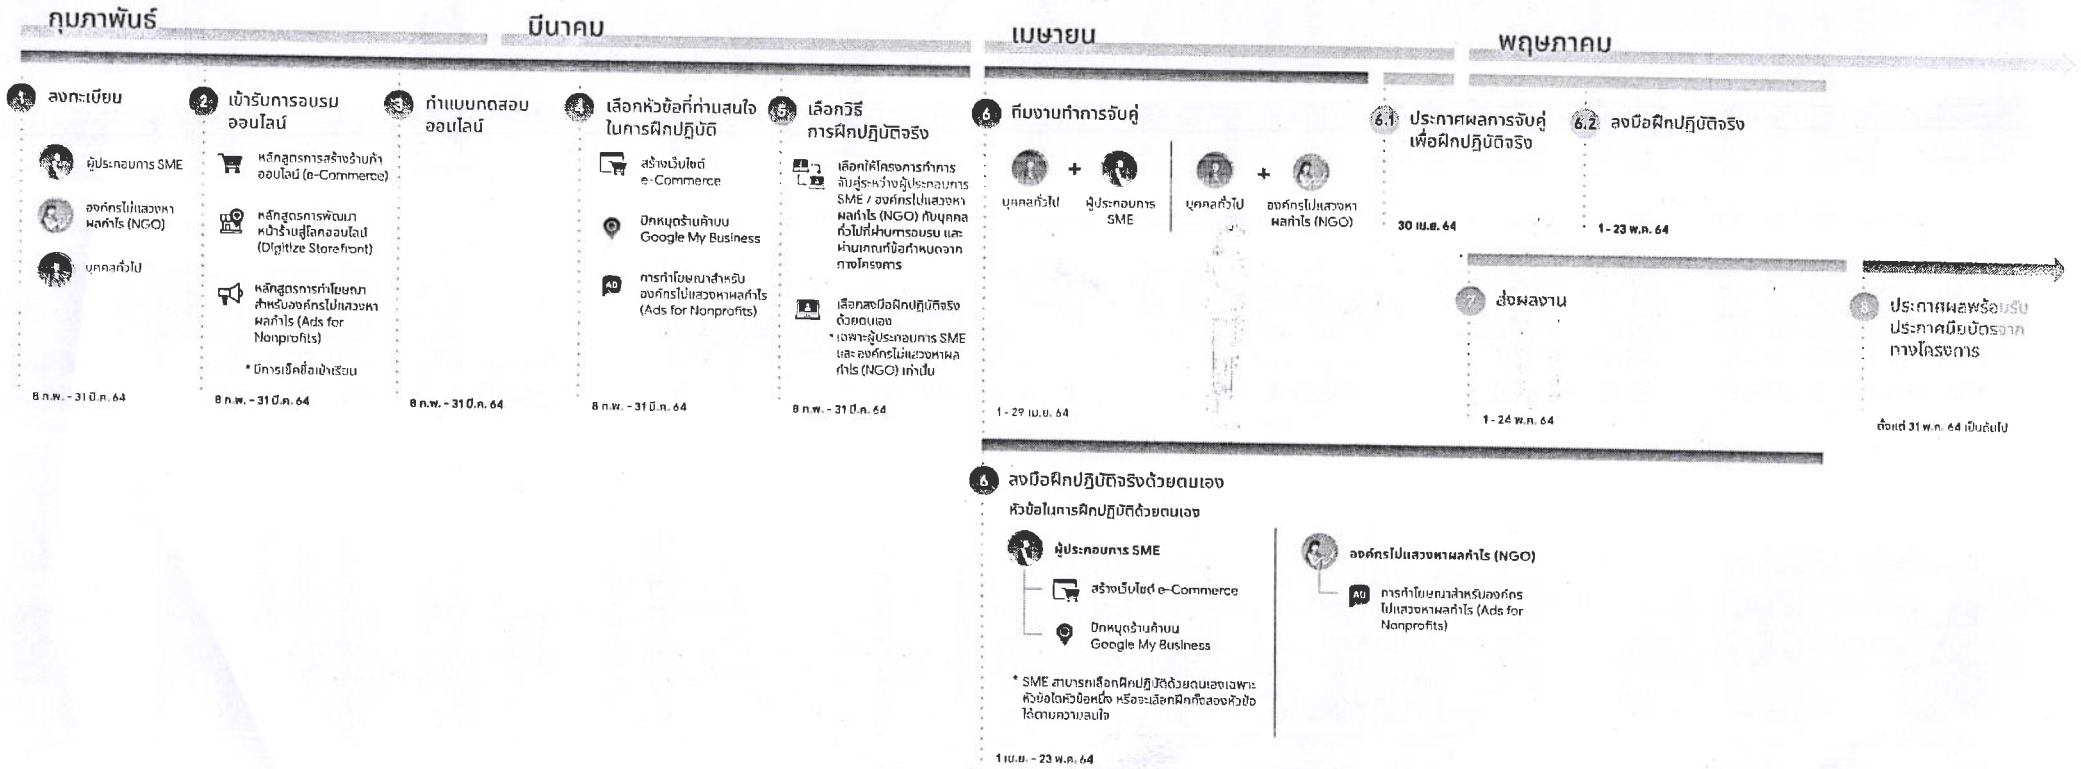 กุมภาพันธ์
มีนาคม
เมษายน
พฤษภาคม
1 ลงทะเบียน
ผู้ประกอบการ SME
องค์กรไม่แสวงหา
ผลกำไร (NGO)
บุคคลทั่วไป
8 ก.พ. - 31 มี.ค. 64
2 เข้ารับการอบรม
ออนไลน์
หลักสูตรการสร้างร้านค้า
ออนไลน์ (e-Commerce)
หลักสูตรการพัฒนา
หน้าร้านสู่โลกออนไลน์
(Digitize Storefront)
หลักสูตรการทำโฆษณา
สำหรับองค์กรไม่แสวงหา
ผลกำไร (Ads for
Nonprofits)
* มีการเช็คชื่อเข้าเรียน
8 ก.พ. - 31 มี.ค. 64
3 ทำแบบทดสอบ
ออนไลน์
8 ก.พ. - 31 มี.ค. 64
4 เลือกหัวข้อที่ท่านสนใจ
ในการฝึกปฏิบัติ
สร้างเว็บไซต์
e-Commerce
ปักหมุดร้านค้าบน
Google My Business
AD
การทำโฆษณาสำหรับ
องค์กรไม่แสวงหาผลกำไร
(Ads for Nonprofits)
8 ก.พ. - 31 มี.ค. 64
5 เลือกวิธี
การฝึกปฏิบัติจริง
เลือกให้โครงการทำการ
จับคู่ระหว่างผู้ประกอบการ
SME / องค์กรไม่แสวงหา
ผลกำไร (NGO) กับบุคคล
ทั่วไปที่ผ่านการอบรม และ
ผ่านเกณฑ์ข้อกำหนดจาก
ทางโครงการ
เลือกลงมือฝึกปฏิบัติจริง
ด้วยตนเอง
* เฉพาะผู้ประกอบการ SME
และองค์กรไม่แสวงหาผล
กำไร (NGO) เท่านั้น
8 ก.พ. - 31 มี.ค. 64
6 ทีมงานทำการจับคู่
+
บุคคลทั่วไป ผู้ประกอบการ
SME
+
บุคคลทั่วไป องค์กรไม่แสวงหา
ผลกำไร (NGO)
1 - 29 เม.ย. 64
6.1 ประกาศผลการจับคู่
เพื่อฝึกปฏิบัติจริง
30 เม.ย. 64
6.2 ลงมือฝึกปฏิบัติจริง
1 - 23 พ.ค. 64
7 ส่งผลงาน
1 - 24 พ.ค. 64
8 ประกาศผลพร้อมรับ
ประกาศนียบัตรจาก
ทางโครงการ
ตั้งแต่ 31 พ.ค. 64 เป็นต้นไป
6 ลงมือฝึกปฏิบัติจริงด้วยตนเอง
หัวข้อในการฝึกปฏิบัติด้วยตนเอง
ผู้ประกอบการ SME
สร้างเว็บไซต์ e-Commerce
ปักหมุดร้านค้าบน
Google My Business
* SME สามารถเลือกฝึกปฏิบัติด้วยตนเองเฉพาะ
หัวข้อใดหัวข้อหนึ่ง หรือจะเลือกฝึกทั้งสองหัวข้อ
ได้ตามความสนใจ
1 เม.ย. - 23 พ.ค. 64
องค์กรไม่แสวงหาผลกำไร (NGO)
AD
การทำโฆษณาสำหรับองค์กร
ไม่แสวงหาผลกำไร (Ads for
Nonprofits)